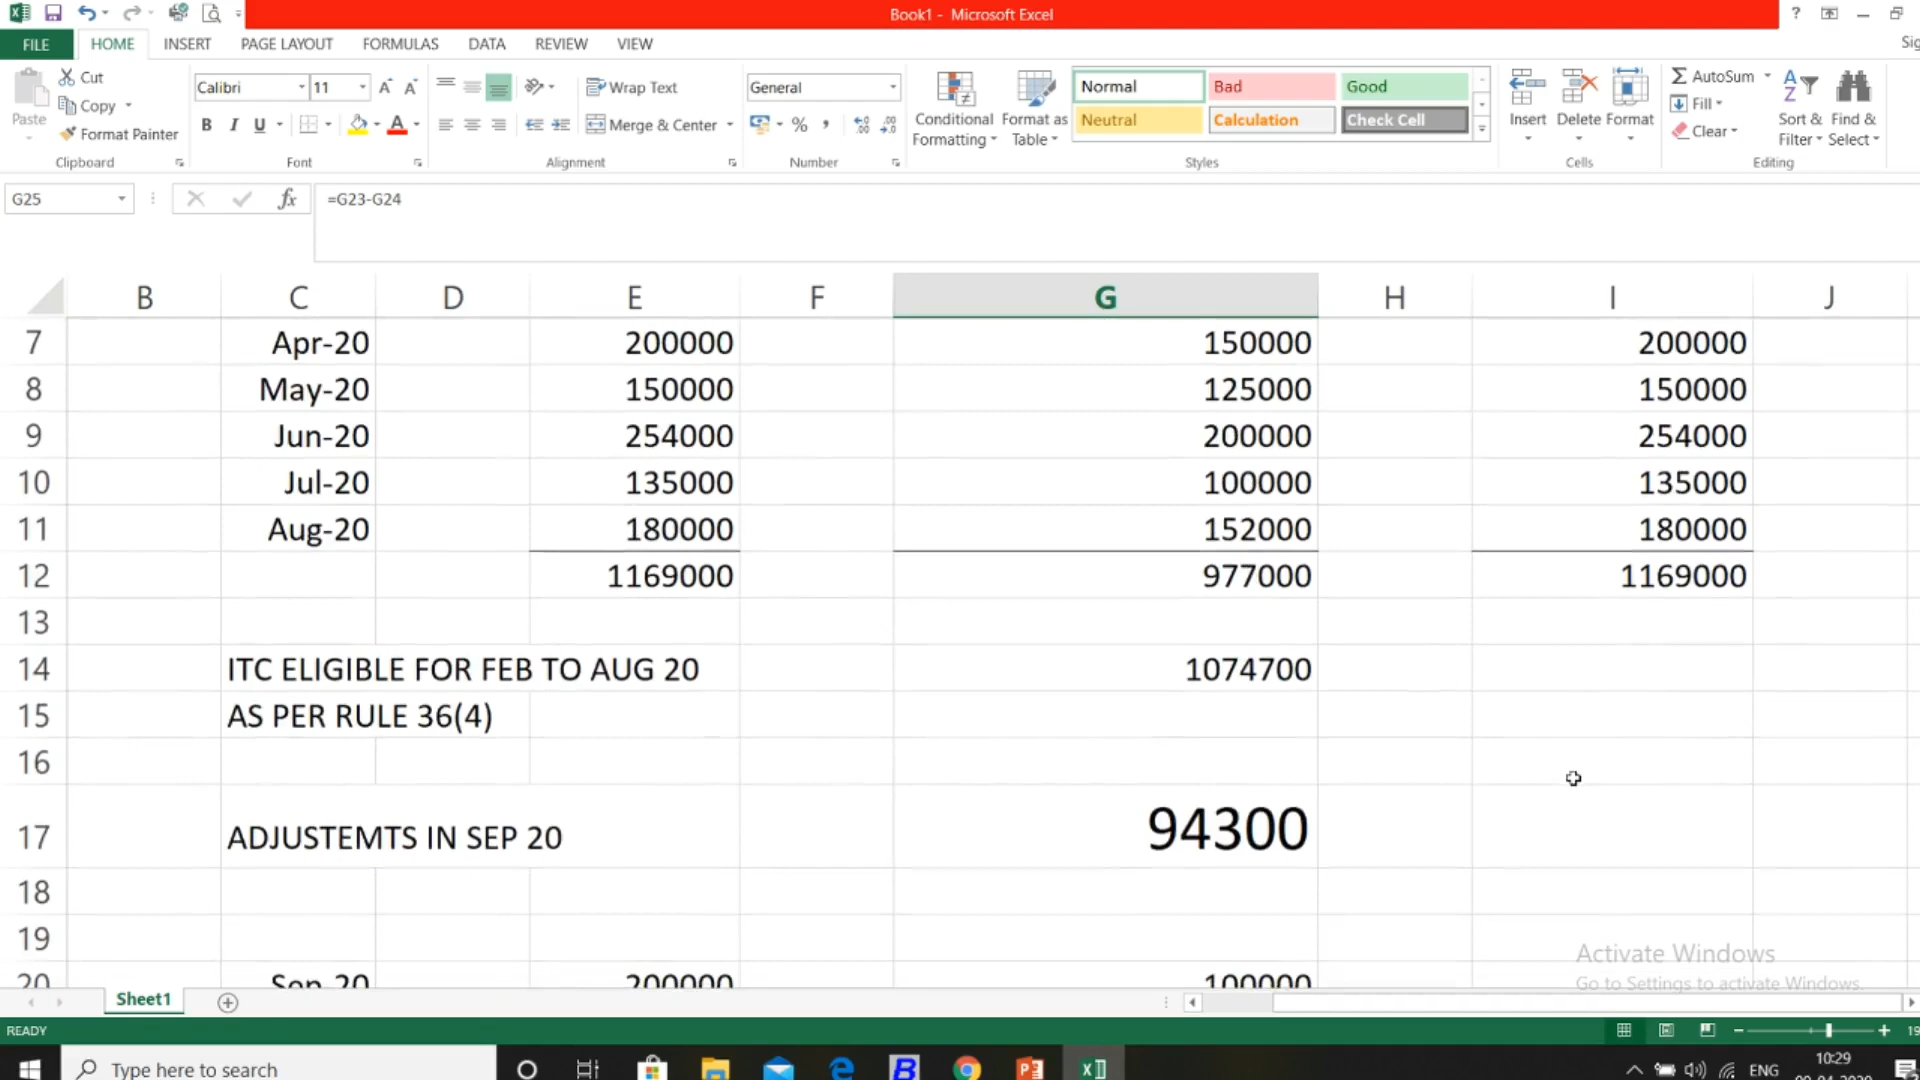 Book1 - Microsoft Excel
FILE HOME INSERT PAGE LAYOUT FORMULAS DATA REVIEW VIEW
Cut
Copy
Format Painter
Paste
Clipboard
Calibri 11
Font
Wrap Text
Merge & Center
Alignment
General
Number
Conditional Formatting
Format as Table
Normal Bad Good
Neutral Calculation Check Cell
Styles
Insert Delete Format
Cells
AutoSum
Fill
Clear
Sort & Filter
Find & Select
Editing
G25 =G23-G24
B C D E F G H I J
7 Apr-20 200000 150000 200000
8 May-20 150000 125000 150000
9 Jun-20 254000 200000 254000
10 Jul-20 135000 100000 135000
11 Aug-20 180000 152000 180000
12 1169000 977000 1169000
13
14 ITC ELIGIBLE FOR FEB TO AUG 20 1074700
15 AS PER RULE 36(4)
16
17 ADJUSTEMTS IN SEP 20 94300
18
19
20 Sep-20 200000 100000
Activate Windows
Go to Settings to activate Windows.
Sheet1
READY
Type here to search
ENG
10:29